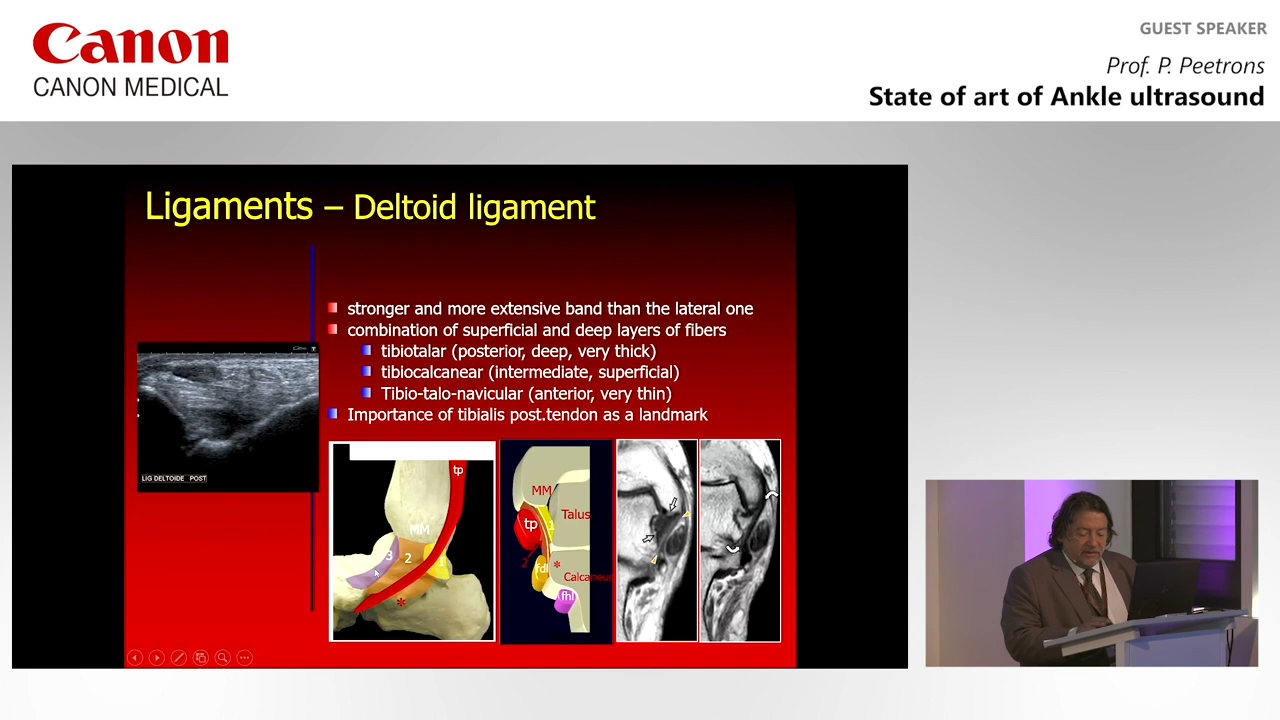 Canon
CANON MEDICAL
GUEST SPEAKER
Prof. P. Peetrons
State of art of Ankle ultrasound
Ligaments – Deltoid ligament
stronger and more extensive band than the lateral one
combination of superficial and deep layers of fibers
tibiotalar (posterior, deep, very thick)
tibiocalcanear (intermediate, superficial)
Tibio-talo-navicular (anterior, very thin)
Importance of tibialis post.tendon as a landmark
LIG DELTOIDE POST
tp
MM
3
2
1
*
MM
Talus
tp
1
2
*
fdl
Calcaneus
fhl